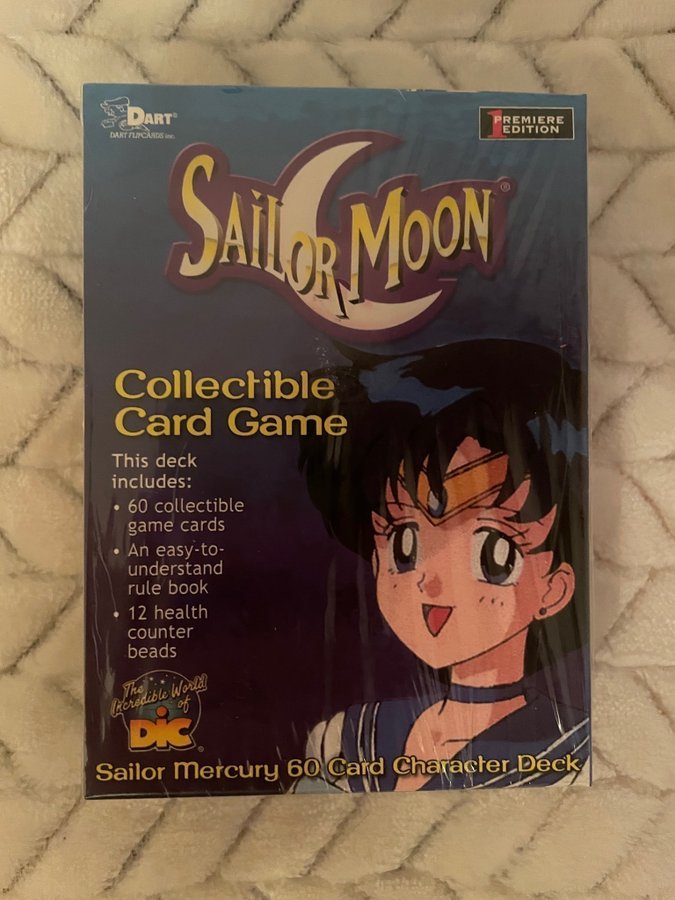 DART®
DART FLIPCARDS INC.
1 PREMIERE
EDITION
SAILOR MOON®
Collectible
Card Game
This deck
includes:
• 60 collectible
game cards
• An easy-to-
understand
rule book
• 12 health
counter
beads
The
Incredible World
of
DIC®
Sailor Mercury 60 Card Character Deck